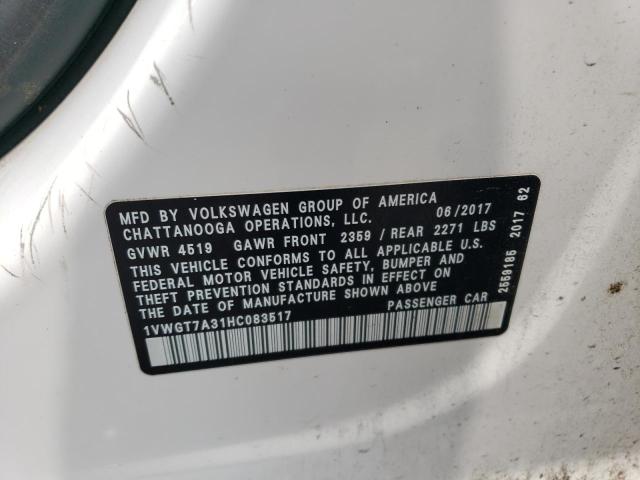 MFD BY VOLKSWAGEN GROUP OF AMERICA
CHATTANOOGA OPERATIONS, LLC. 06/2017
GVWR 4519 GAWR FRONT 2359 / REAR 2271 LBS
THIS VEHICLE CONFORMS TO ALL APPLICABLE U.S.
FEDERAL MOTOR VEHICLE SAFETY, BUMPER AND
THEFT PREVENTION STANDARDS IN EFFECT ON
THE DATE OF MANUFACTURE SHOWN ABOVE.
1VWGT7A31HC083517 PASSENGER CAR
2559186 2017 62